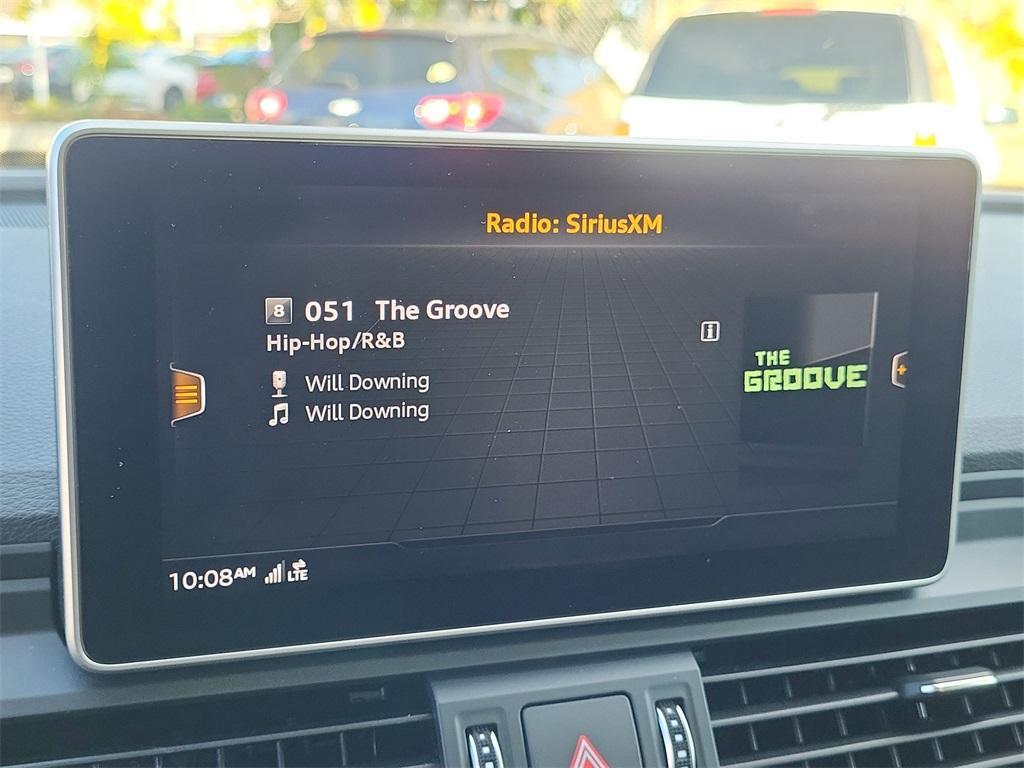 Radio: SiriusXM
8 051 The Groove
Hip-Hop/R&B
i
Will Downing
Will Downing
THE
GROOVE
10:08AM LTE